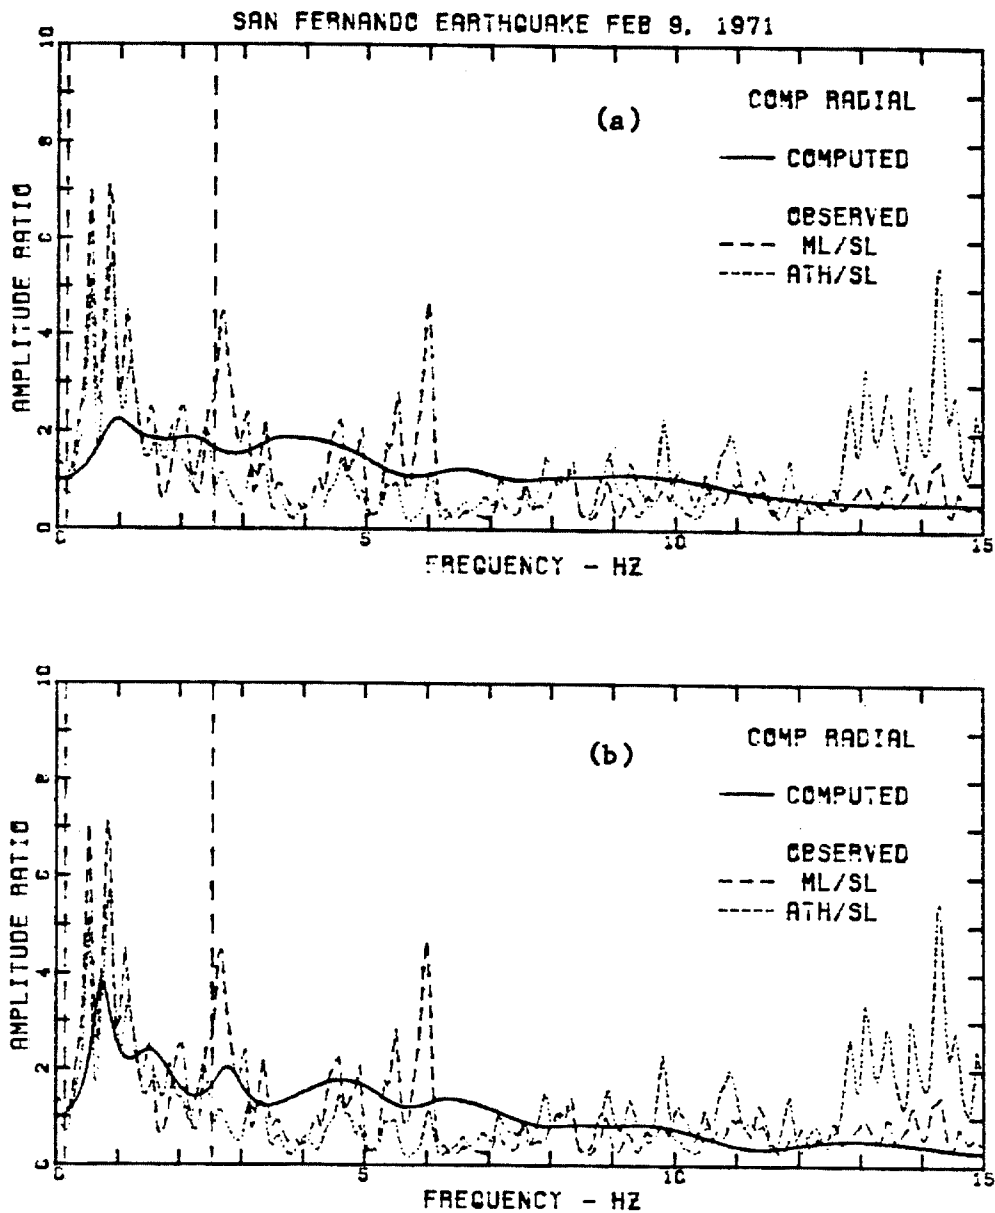 SAN FERNANDO EARTHQUAKE FEB 9, 1971
(a)
COMP RADIAL
COMPUTED
OBSERVED
ML/SL
ATH/SL
AMPLITUDE RATIO
10
8
6
4
2
0
0
5
10
15
FREQUENCY - HZ
(b)
COMP RADIAL
COMPUTED
OBSERVED
ML/SL
ATH/SL
AMPLITUDE RATIO
10
8
6
4
2
0
0
5
10
15
FREQUENCY - HZ